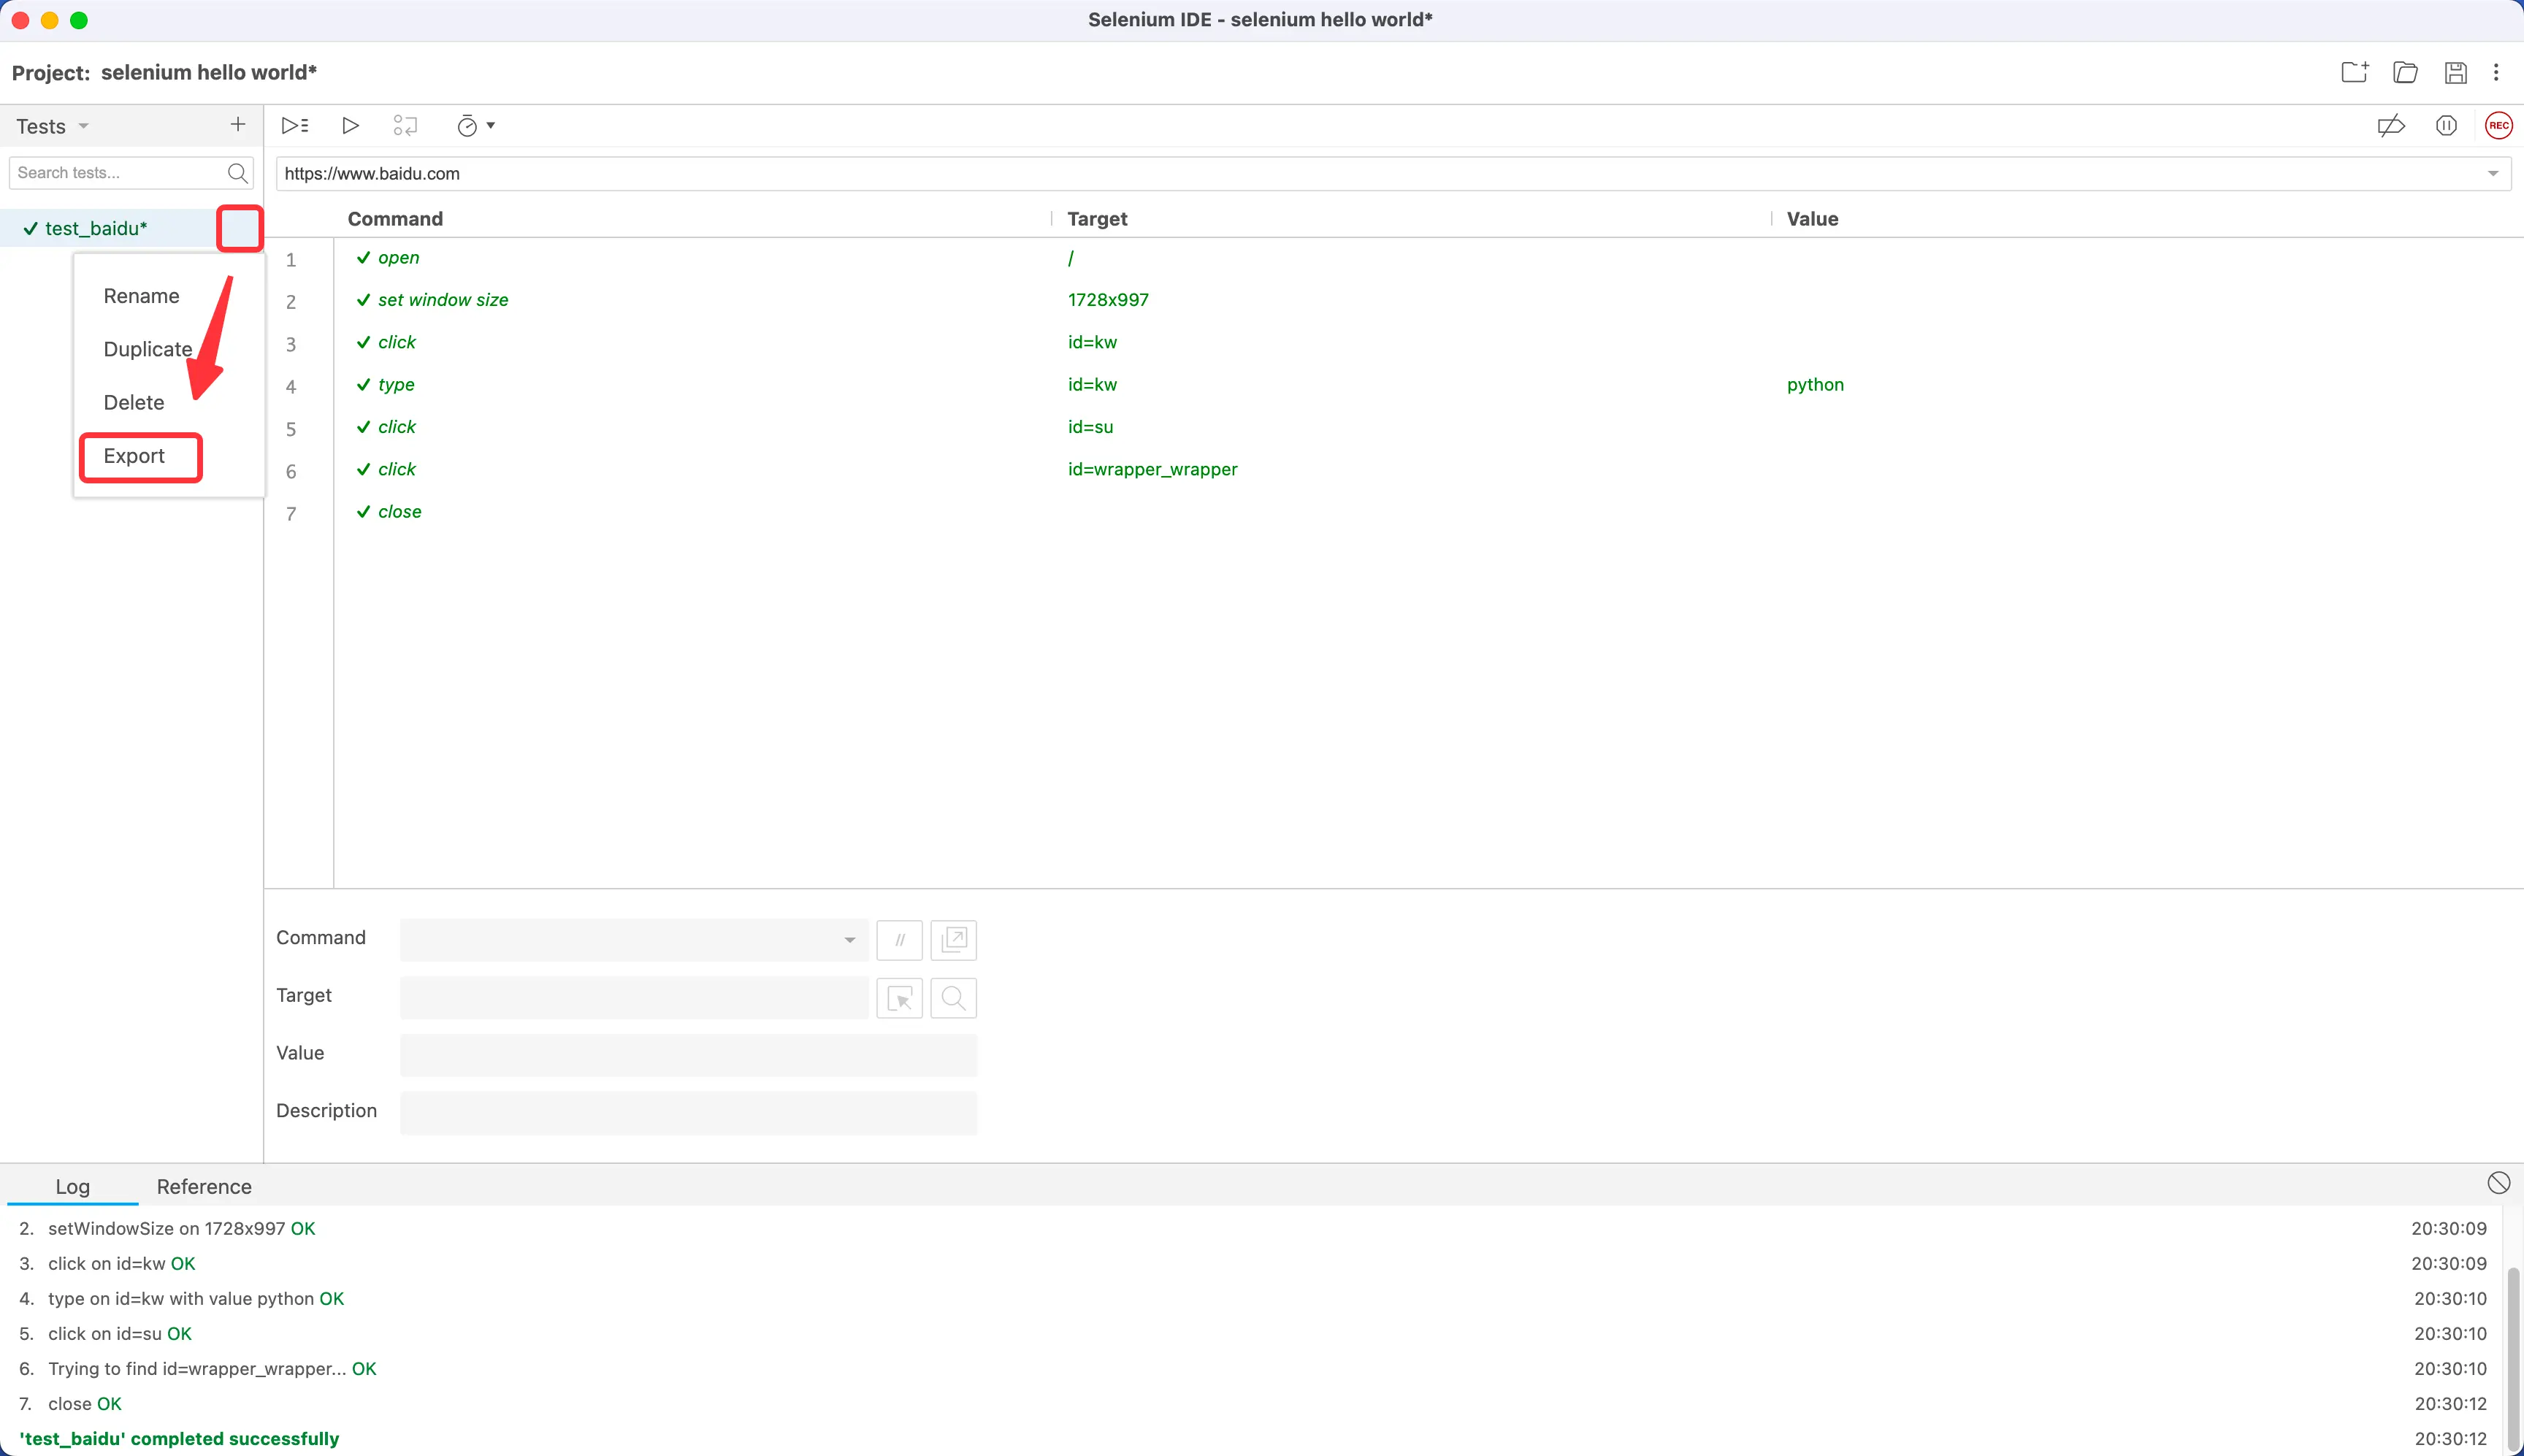 Selenium IDE - selenium hello world*
Project: selenium hello world*
Tests
REC
Search tests...
https://www.baidu.com
Command Target Value
test_baidu*
Rename
Duplicate
Delete
Export
1 open /
2 set window size 1728x997
3 click id=kw
4 type id=kw python
5 click id=su
6 click id=wrapper_wrapper
7 close
Command //
Target
Value
Description
Log Reference
2. setWindowSize on 1728x997 OK 20:30:09
3. click on id=kw OK 20:30:09
4. type on id=kw with value python OK 20:30:10
5. click on id=su OK 20:30:10
6. Trying to find id=wrapper_wrapper... OK 20:30:10
7. close OK 20:30:12
'test_baidu' completed successfully 20:30:12